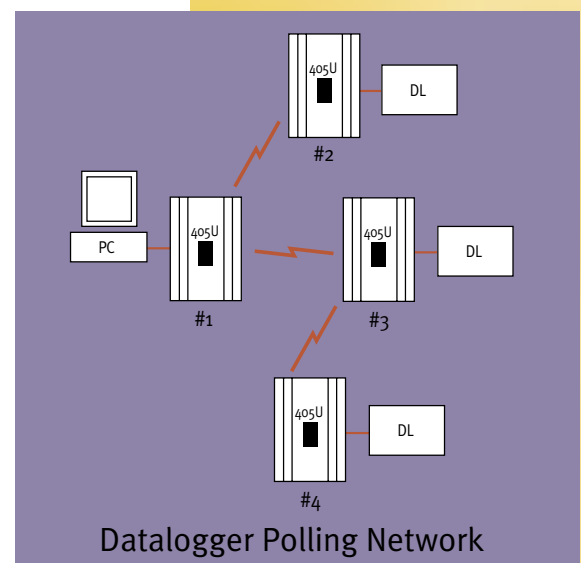 405U
DL
#2
PC
405U
#1
405U
DL
#3
405U
DL
#4
Datalogger Polling Network